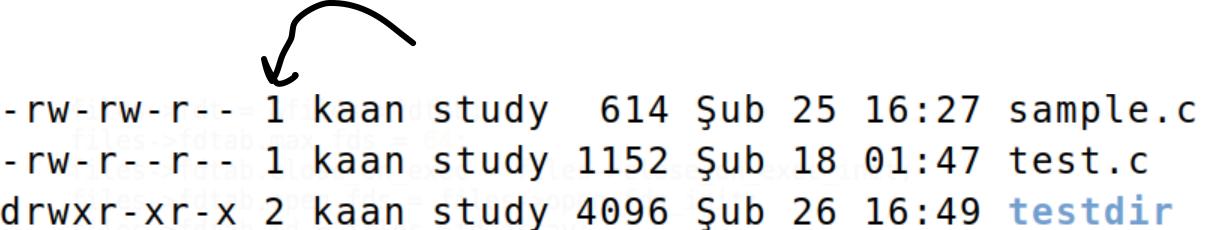 -rw-rw-r-- 1 kaan study  614 Şub 25 16:27 sample.c
-rw-r--r-- 1 kaan study 1152 Şub 18 01:47 test.c
drwxr-xr-x 2 kaan study 4096 Şub 26 16:49 testdir